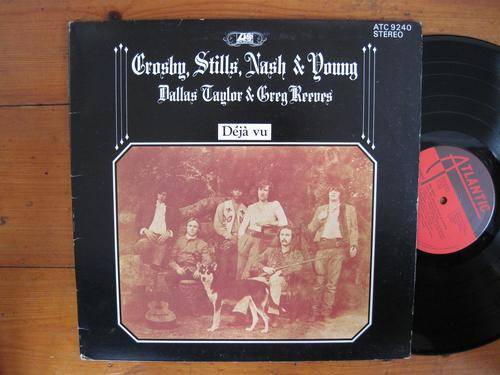 ATC 9240
STEREO
Crosby, Stills, Nash & Young
Dallas Taylor & Greg Reeves
Déjà vu
ATLANTIC